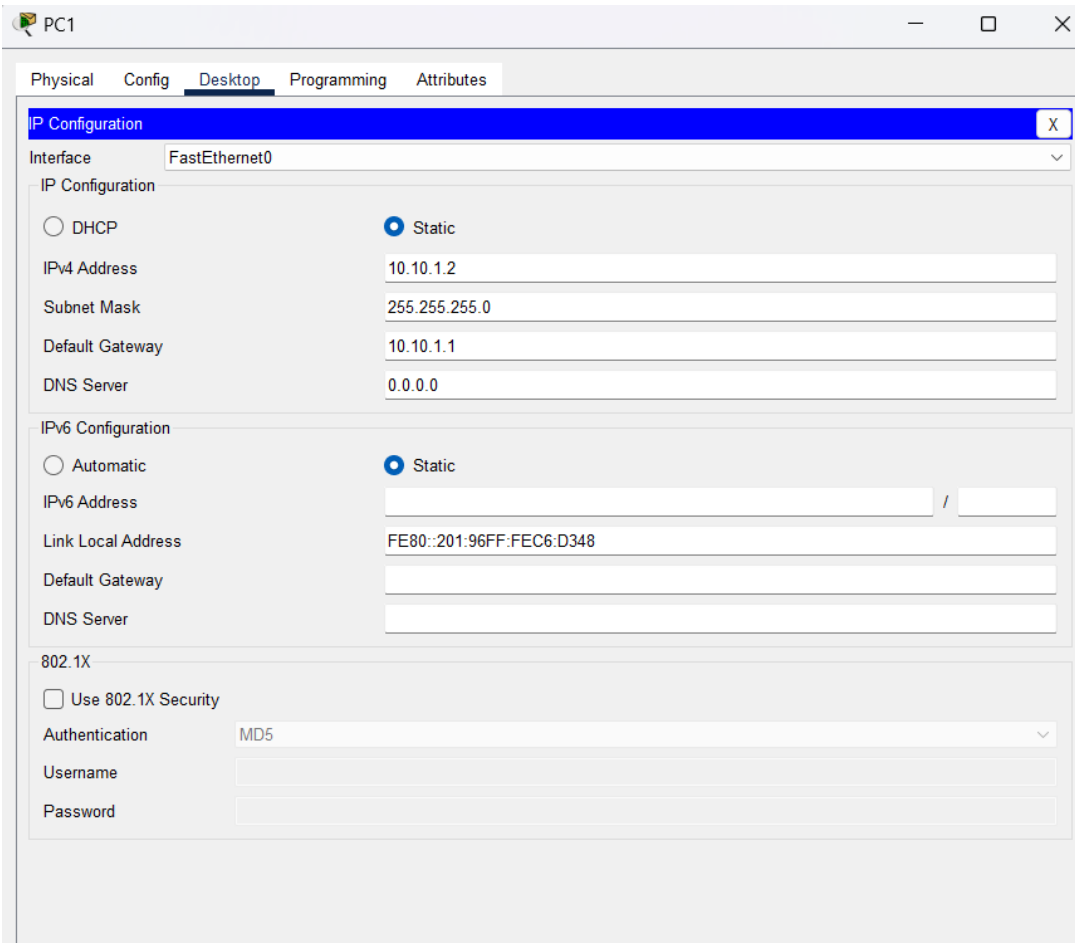 PC1
Physical Config Desktop Programming Attributes
IP Configuration X
Interface FastEthernet0
IP Configuration
DHCP Static
IPv4 Address 10.10.1.2
Subnet Mask 255.255.255.0
Default Gateway 10.10.1.1
DNS Server 0.0.0.0
IPv6 Configuration
Automatic Static
IPv6 Address /
Link Local Address FE80::201:96FF:FEC6:D348
Default Gateway
DNS Server
802.1X
Use 802.1X Security
Authentication MD5
Username
Password